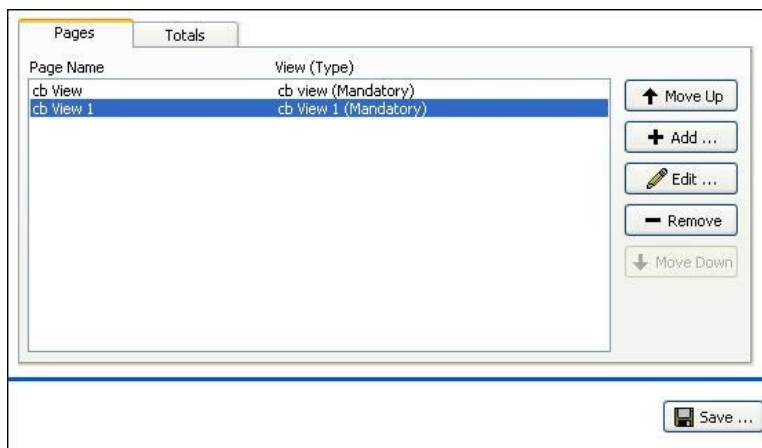 Pages Totals
Page Name View (Type)
cb View cb view (Mandatory)
cb View 1 cb View 1 (Mandatory)
Move Up
Add ...
Edit ...
Remove
Move Down
Save ...